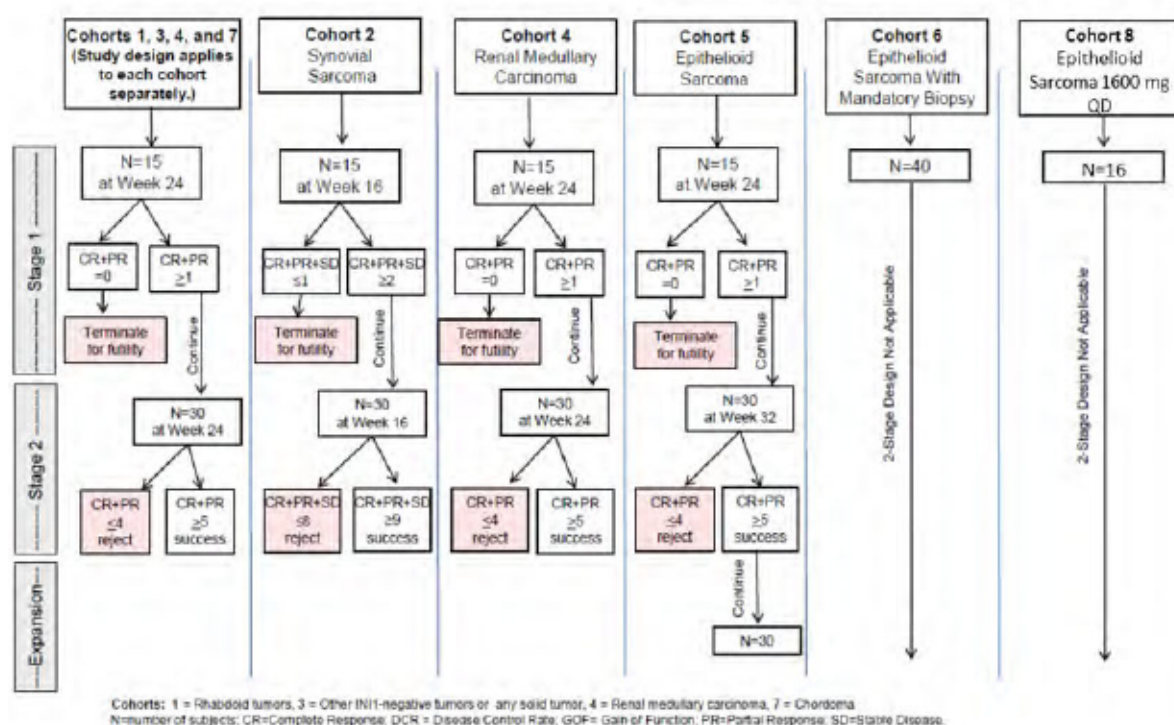 Cohorts 1, 3, 4, and 7
(Study design applies
to each cohort
separately.)
N=15
at Week 24
CR+PR
=0
CR+PR
≥1
Terminate
for futility
Continue
N=30
at Week 24
CR+PR
≤4
reject
CR+PR
≥5
success
Cohort 2
Synovial
Sarcoma
N=15
at Week 16
CR+PR+SD
≤1
CR+PR+SD
≥2
Terminate
for futility
Continue
N=30
at Week 16
CR+PR+SD
≤8
reject
CR+PR+SD
≥9
success
Cohort 4
Renal Medullary
Carcinoma
N=15
at Week 24
CR+PR
=0
CR+PR
≥1
Terminate
for futility
Continue
N=30
at Week 24
CR+PR
≤4
reject
CR+PR
≥5
success
Cohort 5
Epithelioid
Sarcoma
N=15
at Week 24
CR+PR
=0
CR+PR
≥1
Terminate
for futility
Continue
N=30
at Week 32
CR+PR
≤4
reject
CR+PR
≥5
success
Continue
N=30
Cohort 6
Epithelioid
Sarcoma With
Mandatory Biopsy
N=40
2-Stage Design Not Applicable
Cohort 8
Epithelioid
Sarcoma 1600 mg
QD
N=16
2-Stage Design Not Applicable
Stage 1
Stage 2
Expansion
Cohorts: 1 = Rhabdoid tumors, 3 = Other INI1-negative tumors or any solid tumor, 4 = Renal medullary carcinoma, 7 = Chordoma
N=number of subjects; CR=Complete Response; DCR = Disease Control Rate; GOF= Gain of Function; PR=Partial Response; SD=Stable Disease.